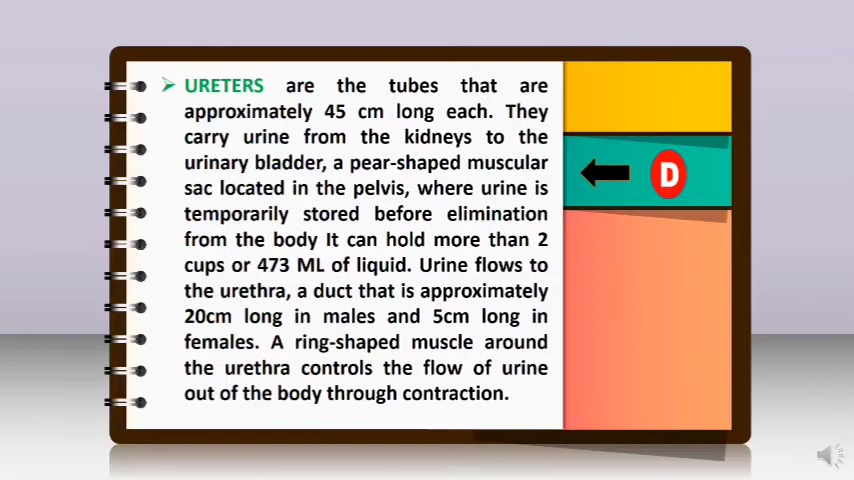 URETERS are the tubes that are
approximately 45 cm long each. They
carry urine from the kidneys to the
urinary bladder, a pear-shaped muscular
sac located in the pelvis, where urine is
temporarily stored before elimination
from the body It can hold more than 2
cups or 473 ML of liquid. Urine flows to
the urethra, a duct that is approximately
20cm long in males and 5cm long in
females. A ring-shaped muscle around
the urethra controls the flow of urine
out of the body through contraction.
D